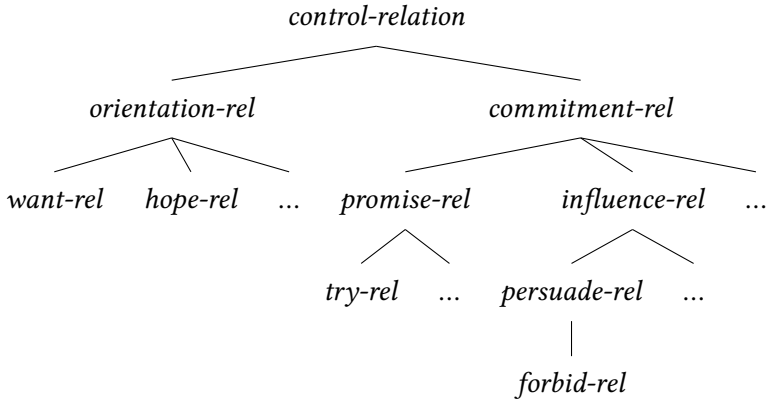 control-relation
orientation-rel commitment-rel
want-rel hope-rel … promise-rel influence-rel …
try-rel … persuade-rel …
forbid-rel